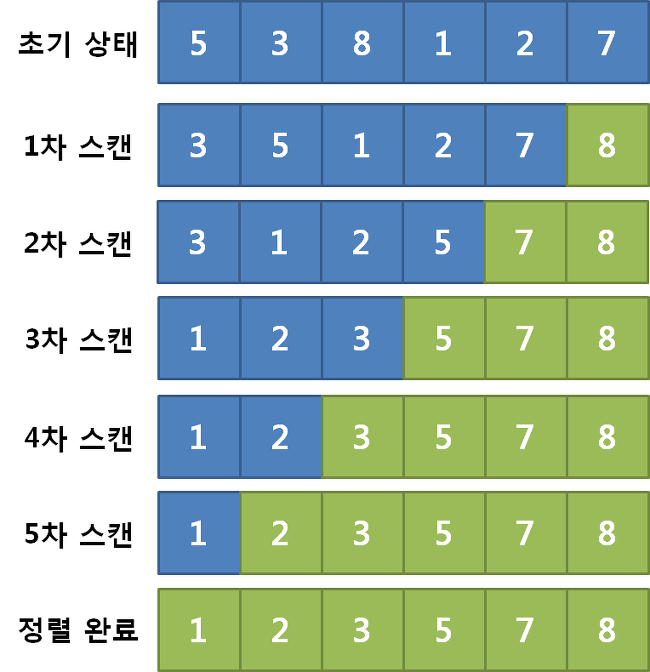 초기 상태 5 3 8 1 2 7
1차 스캔 3 5 1 2 7 8
2차 스캔 3 1 2 5 7 8
3차 스캔 1 2 3 5 7 8
4차 스캔 1 2 3 5 7 8
5차 스캔 1 2 3 5 7 8
정렬 완료 1 2 3 5 7 8